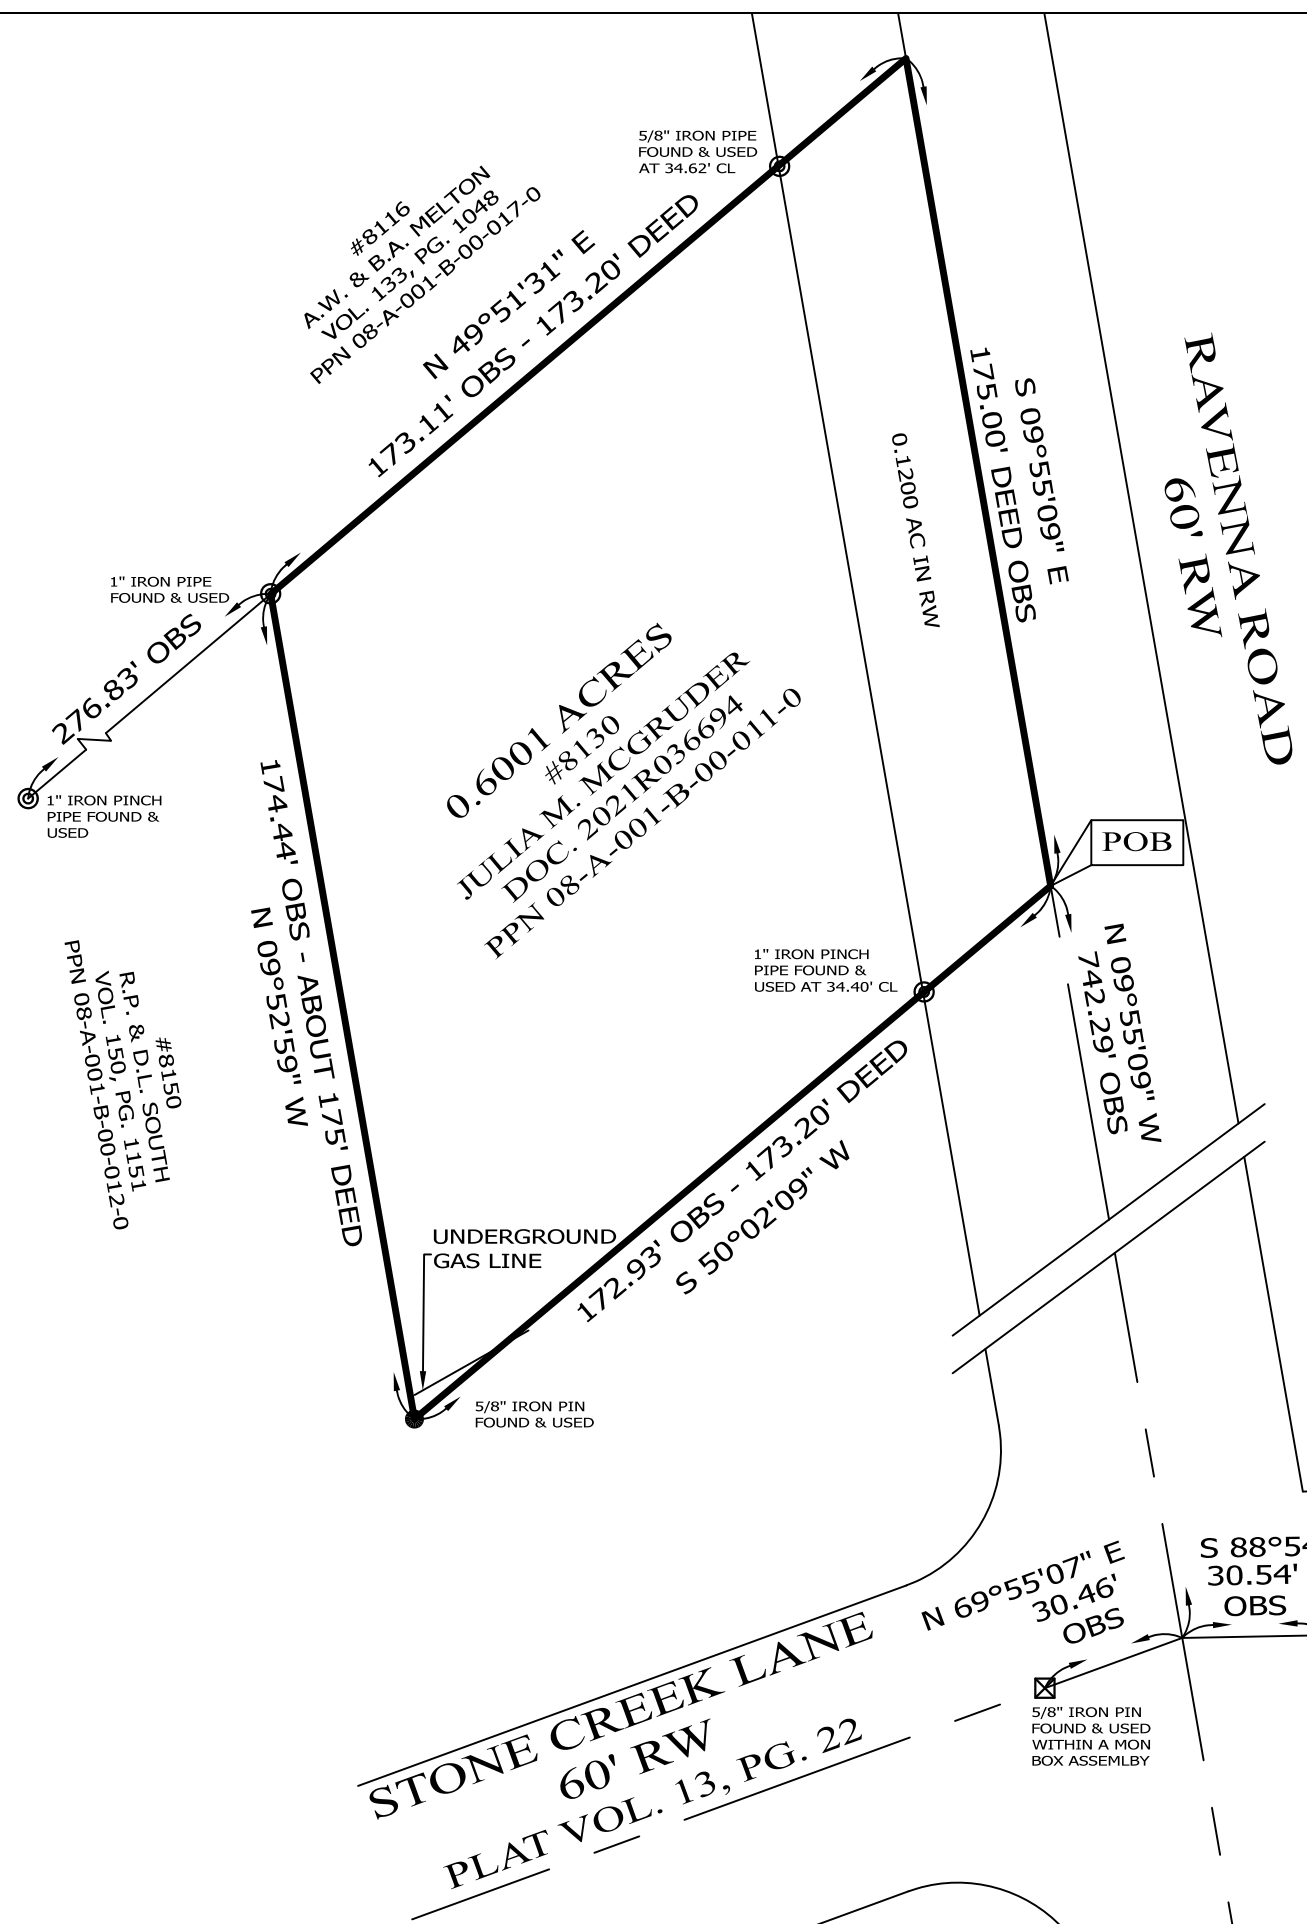 5/8" IRON PIPE
FOUND & USED
AT 34.62' CL
#8116
A.W. & B.A. MELTON
VOL. 133, PG. 1048
PPN 08-A-001-B-00-017-0
N 49°51'31" E
173.11' OBS - 173.20' DEED
S 09°55'09" E
175.00' DEED OBS
RAVENNA ROAD
60' RW
0.1200 AC IN RW
1" IRON PIPE
FOUND & USED
276.83' OBS
1" IRON PINCH
PIPE FOUND &
USED
0.6001 ACRES
#8130
JULIA M. MCGRUDER
DOC. 2021R036694
PPN 08-A-001-B-00-011-0
174.44' OBS - ABOUT 175' DEED
N 09°52'59" W
POB
#8150
R.P. & D.L. SOUTH
VOL. 150, PG. 1151
PPN 08-A-001-B-00-012-0
1" IRON PINCH
PIPE FOUND &
USED AT 34.40' CL
N 09°55'09" W
742.29' OBS
172.93' OBS - 173.20' DEED
S 50°02'09" W
UNDERGROUND
GAS LINE
5/8" IRON PIN
FOUND & USED
N 69°55'07" E
30.46'
OBS
S 88°54
30.54'
OBS
5/8" IRON PIN
FOUND & USED
WITHIN A MON
BOX ASSEMLBY
STONE CREEK LANE
60' RW
PLAT VOL. 13, PG. 22